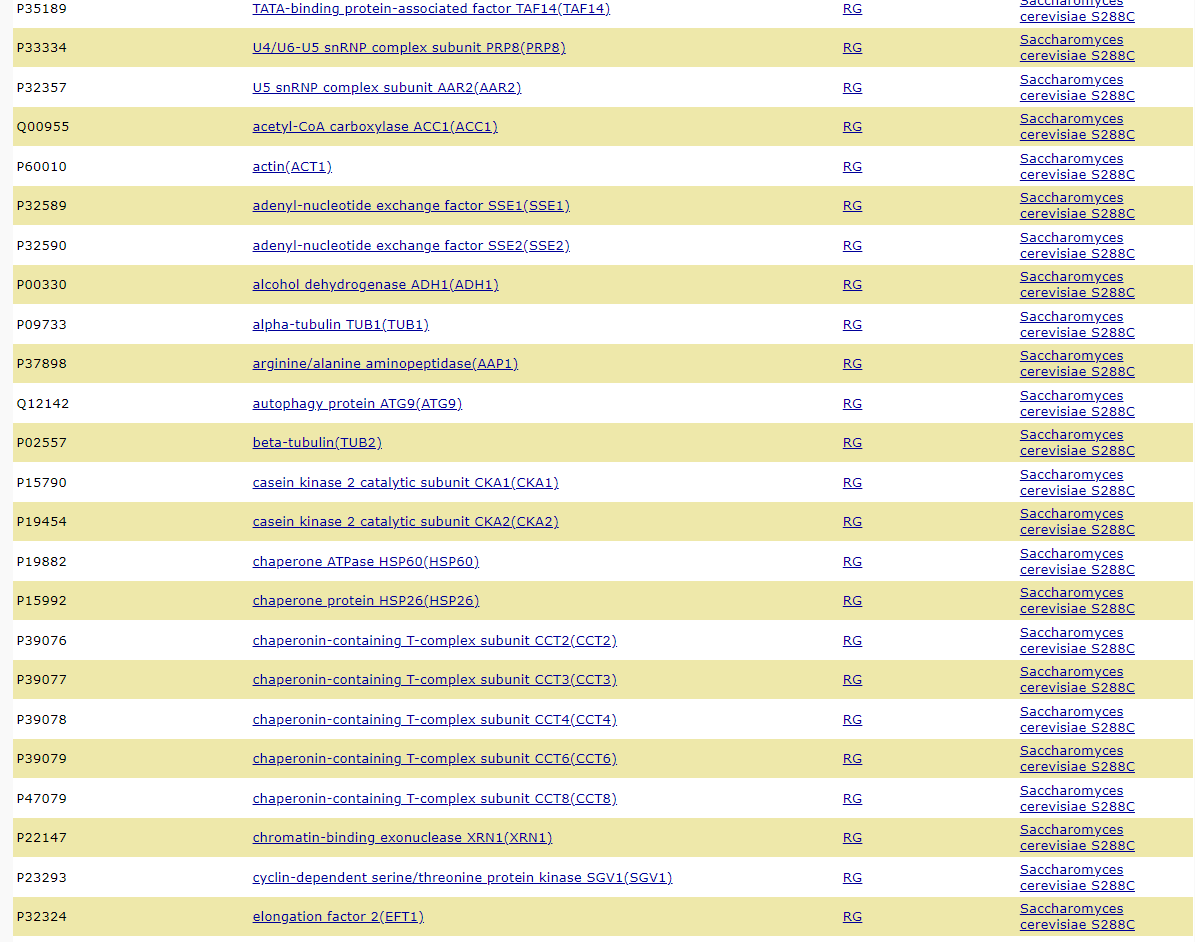 P35189 TATA-binding protein-associated factor TAF14(TAF14) RG Saccharomyces
cerevisiae S288C
P33334 U4/U6-U5 snRNP complex subunit PRP8(PRP8) RG Saccharomyces
cerevisiae S288C
P32357 U5 snRNP complex subunit AAR2(AAR2) RG Saccharomyces
cerevisiae S288C
Q00955 acetyl-CoA carboxylase ACC1(ACC1) RG Saccharomyces
cerevisiae S288C
P60010 actin(ACT1) RG Saccharomyces
cerevisiae S288C
P32589 adenyl-nucleotide exchange factor SSE1(SSE1) RG Saccharomyces
cerevisiae S288C
P32590 adenyl-nucleotide exchange factor SSE2(SSE2) RG Saccharomyces
cerevisiae S288C
P00330 alcohol dehydrogenase ADH1(ADH1) RG Saccharomyces
cerevisiae S288C
P09733 alpha-tubulin TUB1(TUB1) RG Saccharomyces
cerevisiae S288C
P37898 arginine/alanine aminopeptidase(AAP1) RG Saccharomyces
cerevisiae S288C
Q12142 autophagy protein ATG9(ATG9) RG Saccharomyces
cerevisiae S288C
P02557 beta-tubulin(TUB2) RG Saccharomyces
cerevisiae S288C
P15790 casein kinase 2 catalytic subunit CKA1(CKA1) RG Saccharomyces
cerevisiae S288C
P19454 casein kinase 2 catalytic subunit CKA2(CKA2) RG Saccharomyces
cerevisiae S288C
P19882 chaperone ATPase HSP60(HSP60) RG Saccharomyces
cerevisiae S288C
P15992 chaperone protein HSP26(HSP26) RG Saccharomyces
cerevisiae S288C
P39076 chaperonin-containing T-complex subunit CCT2(CCT2) RG Saccharomyces
cerevisiae S288C
P39077 chaperonin-containing T-complex subunit CCT3(CCT3) RG Saccharomyces
cerevisiae S288C
P39078 chaperonin-containing T-complex subunit CCT4(CCT4) RG Saccharomyces
cerevisiae S288C
P39079 chaperonin-containing T-complex subunit CCT6(CCT6) RG Saccharomyces
cerevisiae S288C
P47079 chaperonin-containing T-complex subunit CCT8(CCT8) RG Saccharomyces
cerevisiae S288C
P22147 chromatin-binding exonuclease XRN1(XRN1) RG Saccharomyces
cerevisiae S288C
P23293 cyclin-dependent serine/threonine protein kinase SGV1(SGV1) RG Saccharomyces
cerevisiae S288C
P32324 elongation factor 2(EFT1) RG Saccharomyces
cerevisiae S288C